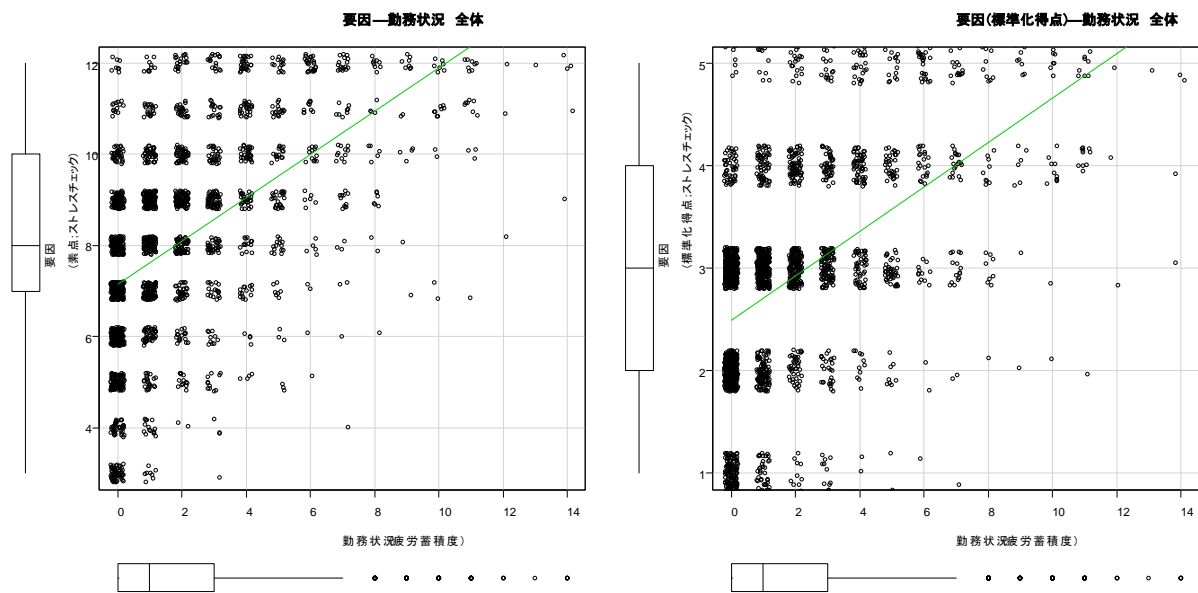 要因―勤務状況 全体
12
10
8
6
4
要因
(素点:ストレスチェック)
0 2 4 6 8 10 12 14
勤務状況(疲労蓄積度)
要因(標準化得点)―勤務状況 全体
5
4
3
2
1
要因
(標準化得点:ストレスチェック)
0 2 4 6 8 10 12 14
勤務状況(疲労蓄積度)